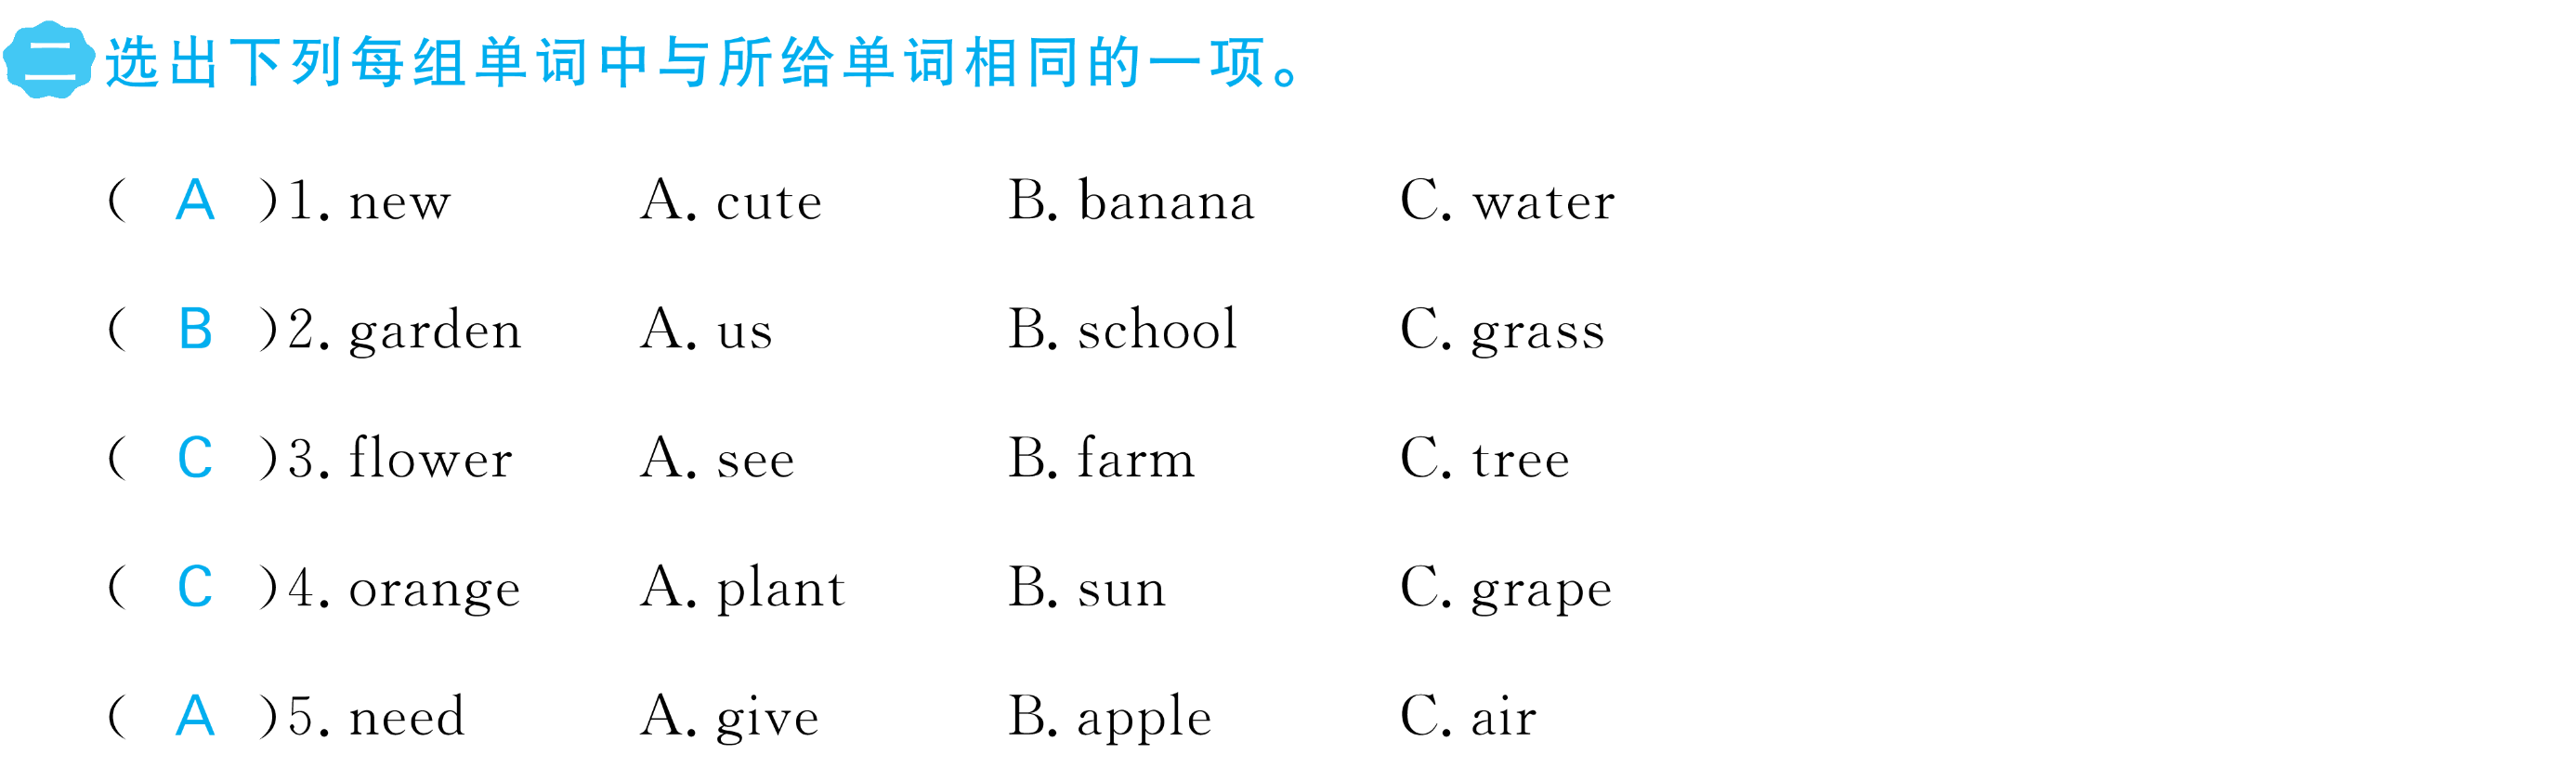 二 选出下列每组单词中与所给单词相同的一项。
( A )1. new A. cute B. banana C. water
( B )2. garden A. us B. school C. grass
( C )3. flower A. see B. farm C. tree
( C )4. orange A. plant B. sun C. grape
( A )5. need A. give B. apple C. air